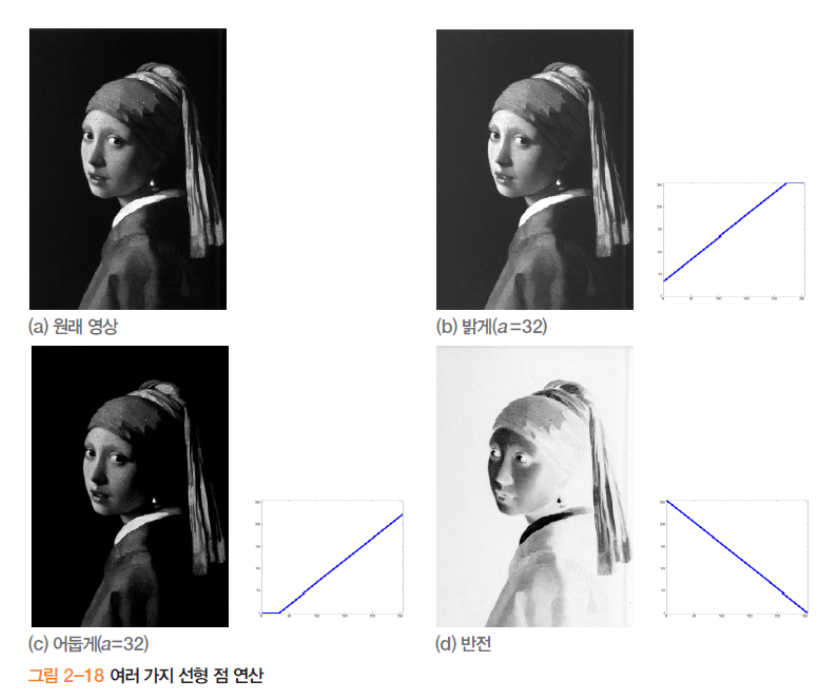 (a) 원래 영상
(b) 밝게(a=32)
(c) 어둡게(a=32)
(d) 반전
그림 2-18 여러 가지 선형 점 연산